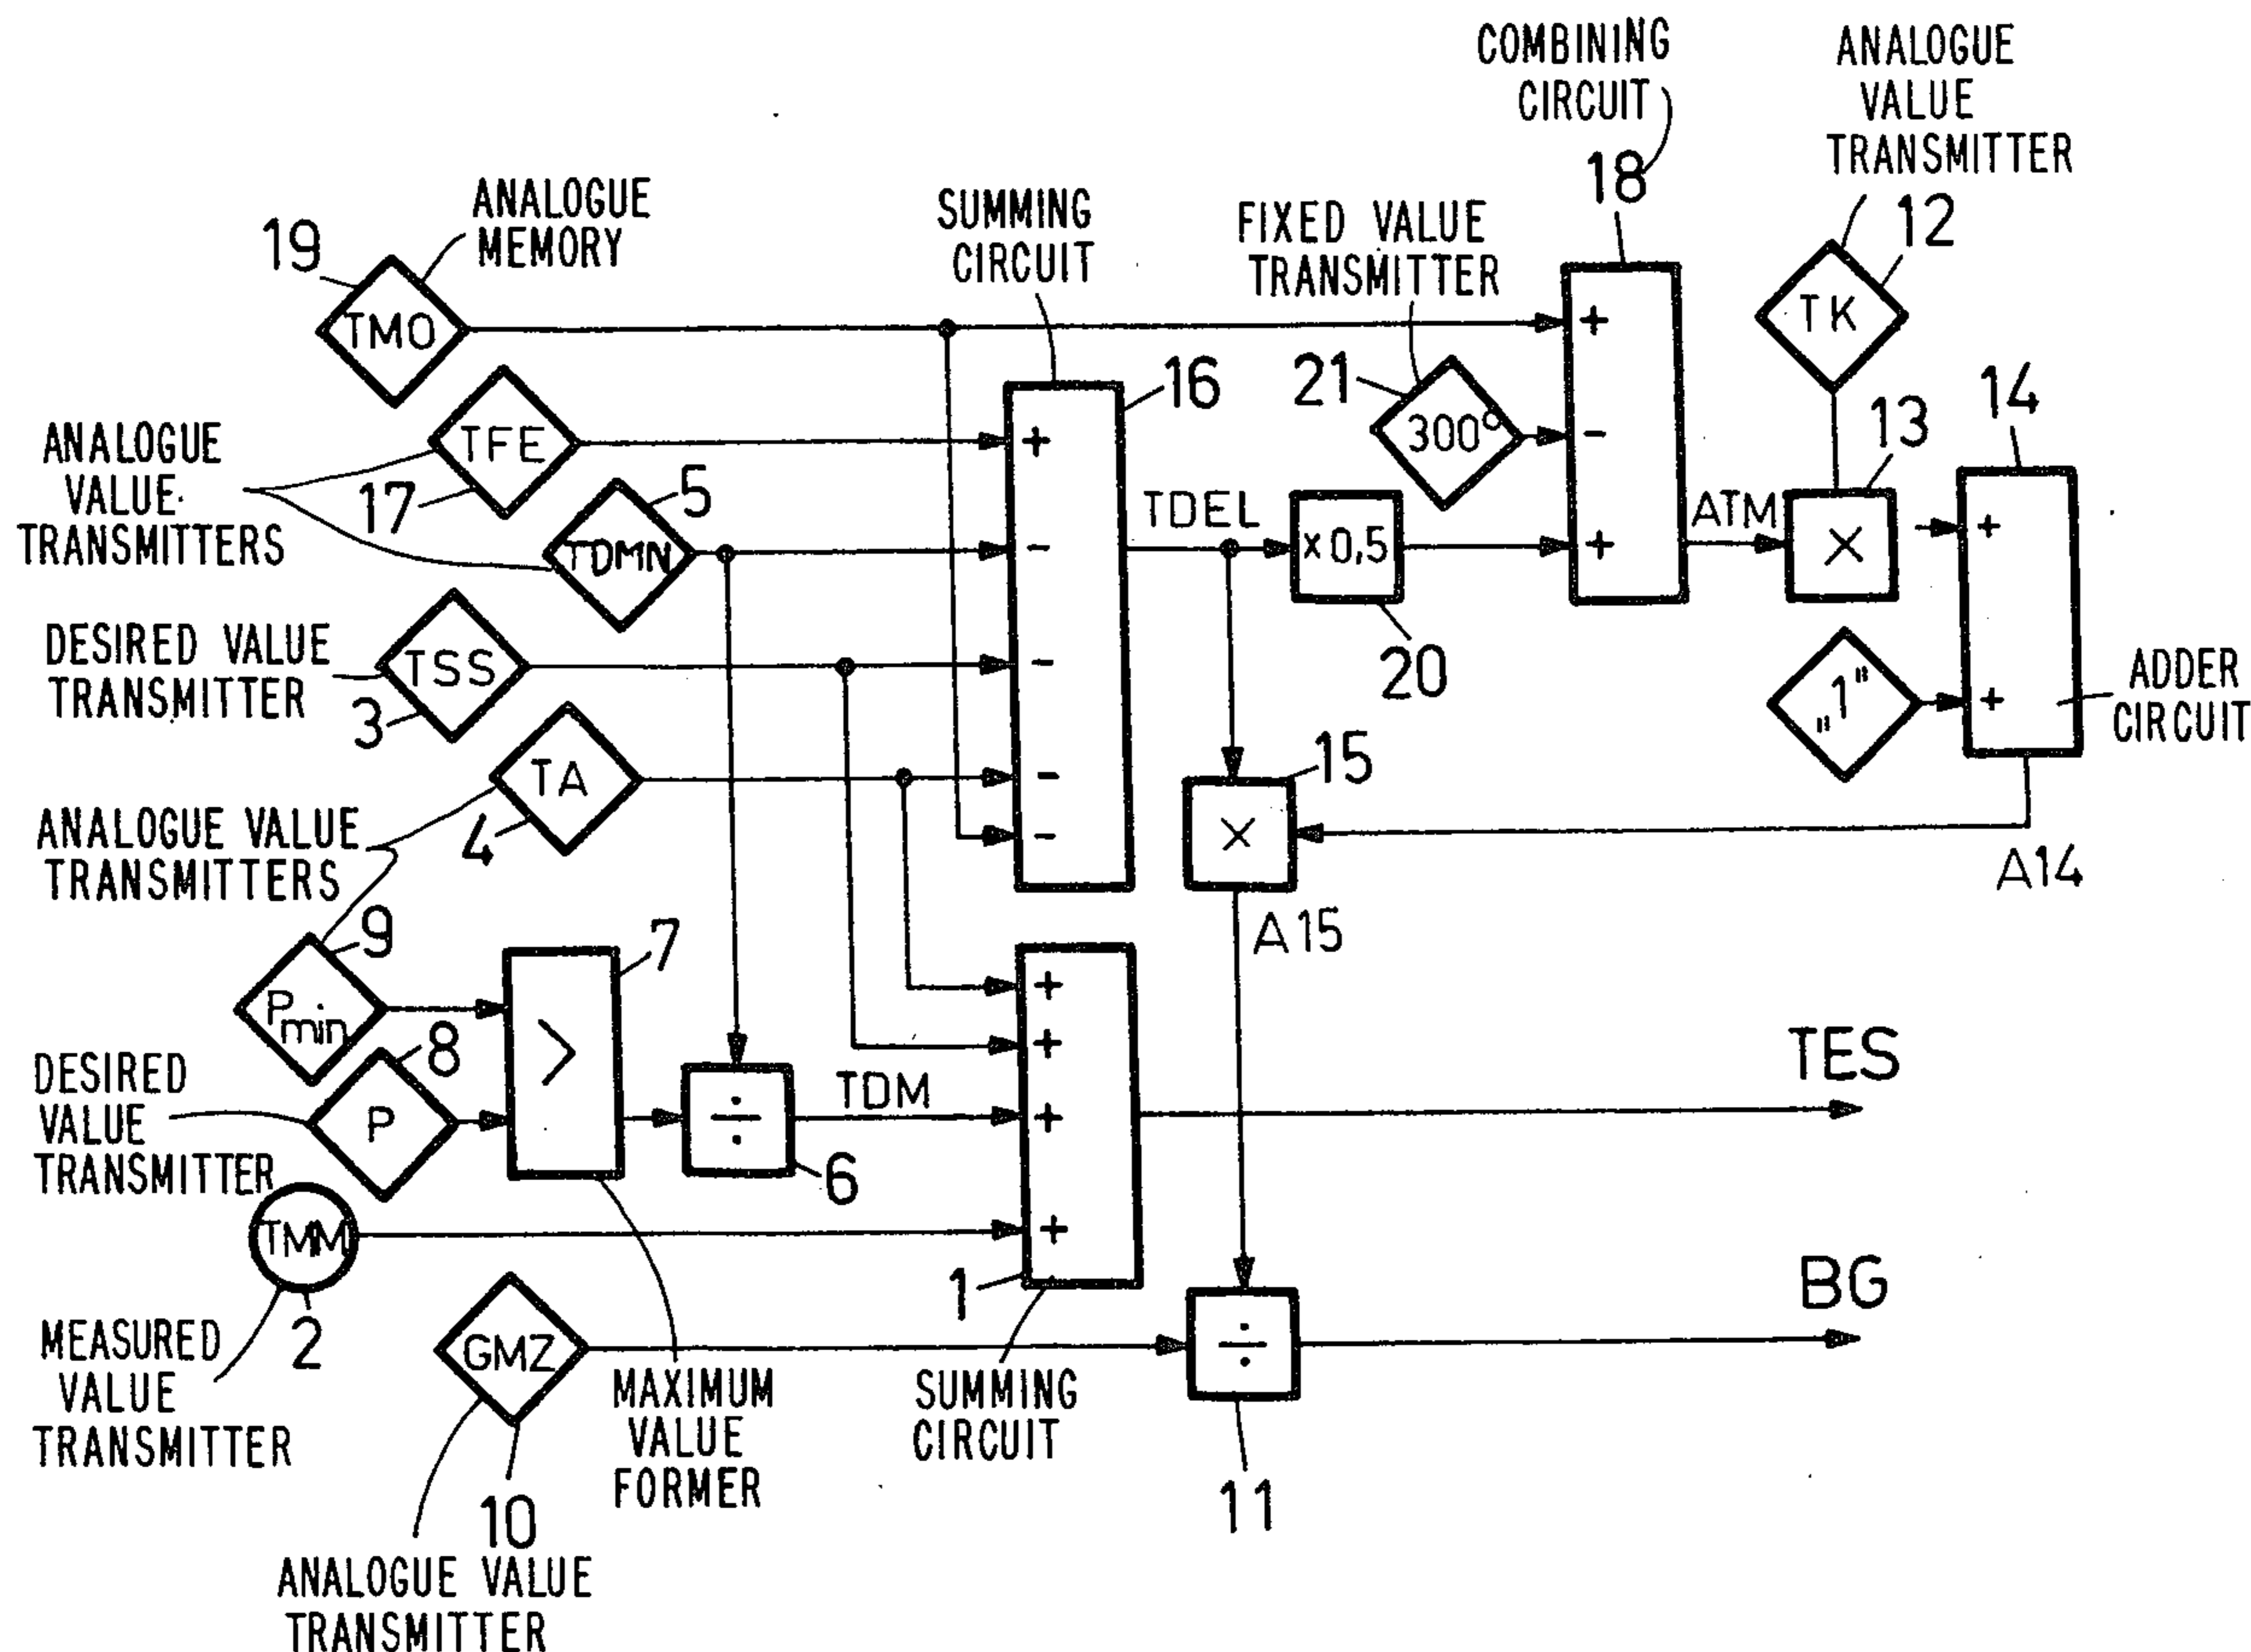 COMBINING
CIRCUIT
18
ANALOGUE
VALUE
TRANSMITTER
12
TK
ANALOGUE
MEMORY
19
TMO
SUMMING
CIRCUIT
16
FIXED VALUE
TRANSMITTER
21
300°
+
-
+
ANALOGUE
VALUE
TRANSMITTERS
TFE
17
TDMN
5
+
-
-
-
-
TDEL
×0,5
20
ATM
13
×
14
+
+
„1"
ADDER
CIRCUIT
DESIRED VALUE
TRANSMITTER
TSS
3
TA
4
15
×
A14
A15
ANALOGUE VALUE
TRANSMITTERS
9
Pmin
7
>
8
P
DESIRED
VALUE
TRANSMITTER
÷
6
TDM
+
+
+
+
1
TES
TMM
2
MEASURED
VALUE
TRANSMITTER
GMZ
10
ANALOGUE VALUE
TRANSMITTER
MAXIMUM
VALUE
FORMER
SUMMING
CIRCUIT
÷
11
BG